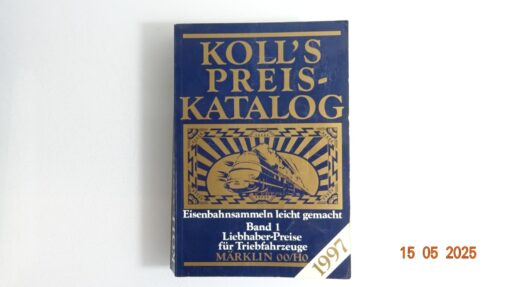 KOLL'S
PREIS-
KATALOG
Eisenbahnsammeln leicht gemacht
Band 1
Liebhaber-Preise
für Triebfahrzeuge
MÄRKLIN 00/H0
1997
15 05 2025